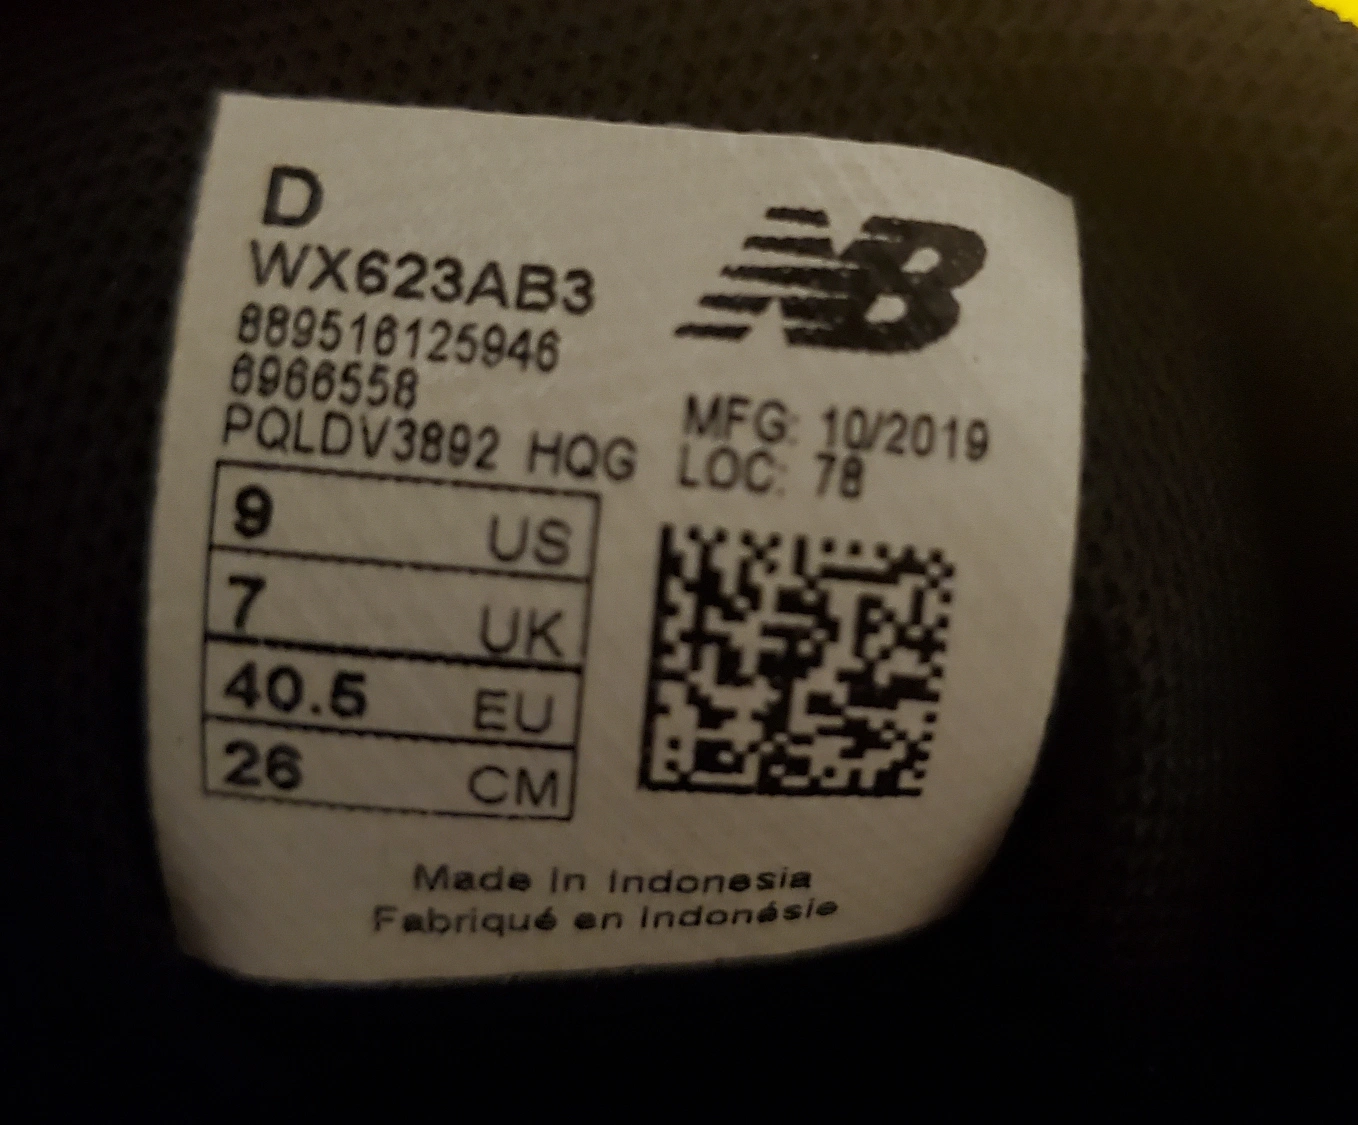 D
WX623AB3
889516125946
6966558
PQLDV3892 HQG
NB
MFG: 10/2019
LOC: 78
9 US
7 UK
40.5 EU
26 CM
Made in Indonesia
Fabriqué en Indonésie